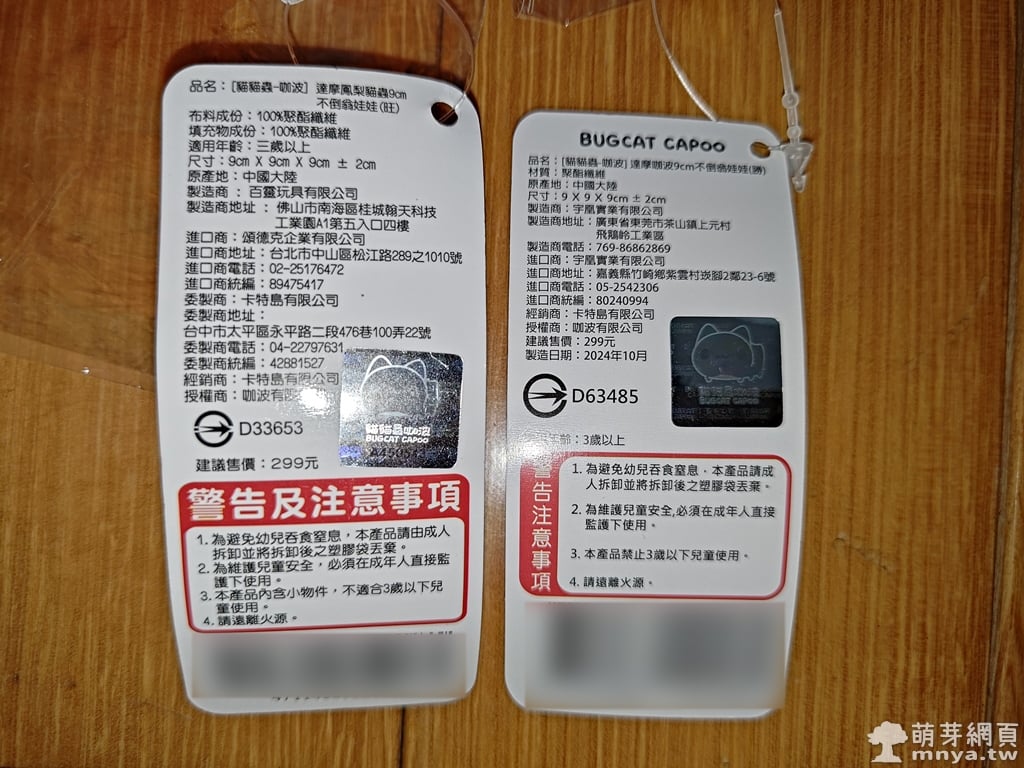 品名：[貓貓蟲-咖波] 達摩鳳梨貓蟲9cm
不倒翁娃娃(旺)
布料成份：100%聚酯纖維
填充物成份：100%聚酯纖維
適用年齡：三歲以上
尺寸：9cm X 9cm X 9cm ± 2cm
原產地：中國大陸
製造商：百靈玩具有限公司
製造商地址：佛山市南海區桂城翰天科技
工業園A1第五入口四樓
進口商：頌德克企業有限公司
進口商地址：台北市中山區松江路289之1010號
進口商電話：02-25176472
進口商統編：89475417
委製商：卡特島有限公司
委製商地址：
台中市太平區永平路二段476巷100弄22號
委製商電話：04-22797631
委製商統編：42881527
經銷商：卡特島有限公司
授權商：咖波有限
D33653
貓貓蟲咖波
BUGCAT CAPOO
建議售價：299元
警告及注意事項
1. 為避免幼兒吞食窒息，本產品請由成人
拆卸並將拆卸後之塑膠袋丟棄。
2. 為維護兒童安全，必須在成年人直接監
護下使用。
3. 本產品內含小物件，不適合3歲以下兒
童使用。
4. 請遠離火源。
BUGCAT CAPOO
品名：[貓貓蟲-咖波] 達摩咖波9cm不倒翁娃娃(勝)
材質：聚酯纖維
原產地：中國大陸
尺寸：9 X 9 X 9cm ± 2cm
製造商：宇凰實業有限公司
製造商地址：廣東省東莞市茶山鎮上元村
飛鵝岭工業區
製造商電話：769-86862869
進口商：宇凰實業有限公司
進口商地址：嘉義縣竹崎鄉紫雲村崁腳2鄰23-6號
進口商電話：05-2542306
進口商統編：80240994
經銷商：卡特島有限公司
授權商：咖波有限公司
建議售價：299元
製造日期：2024年10月
D63485
貓貓蟲咖波
BUGCAT CAPOO
年齡：3歲以上
警告注意事項
1. 為避免幼兒吞食窒息，本產品請成
人拆卸並將拆卸後之塑膠袋丟棄。
2. 為維護兒童安全,必須在成年人直接
監護下使用。
3. 本產品禁止3歲以下兒童使用。
4. 請遠離火源。
萌芽網頁
mnya.tw